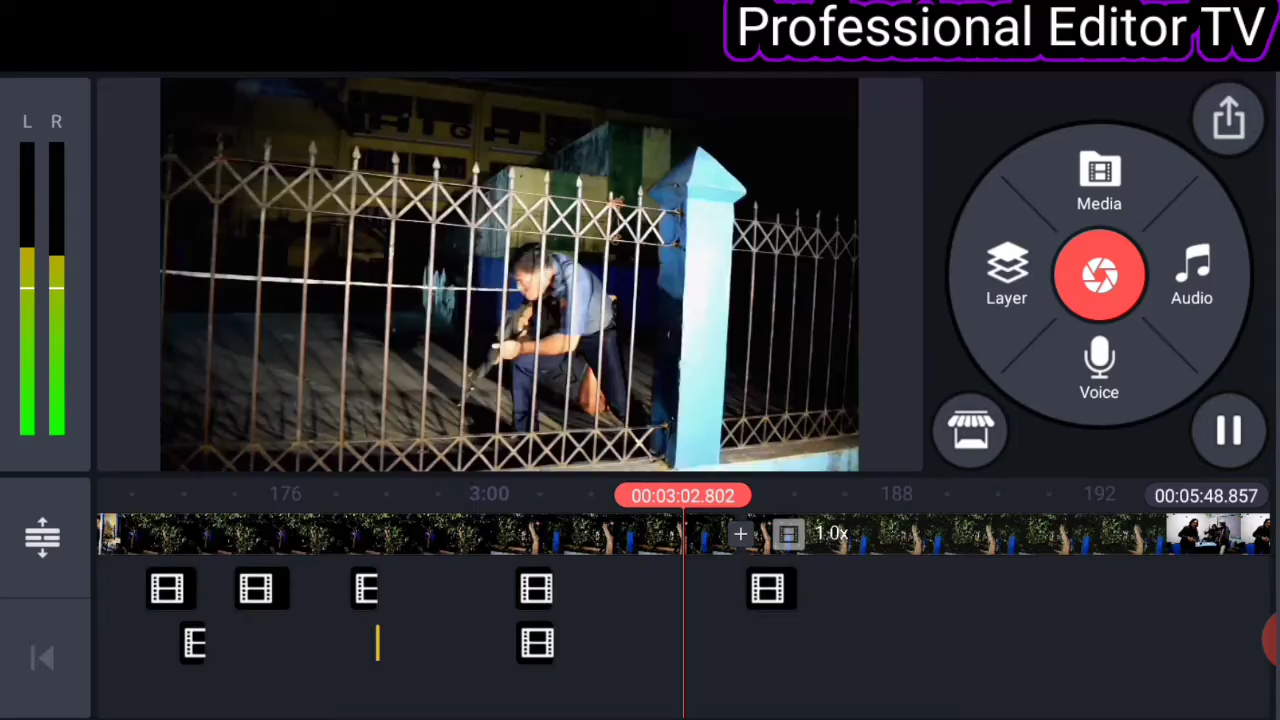 Professional Editor TV
L R
Media
Layer
Audio
Voice
176
3:00
00:03:02.802
188
192
00:05:48.857
1.0x